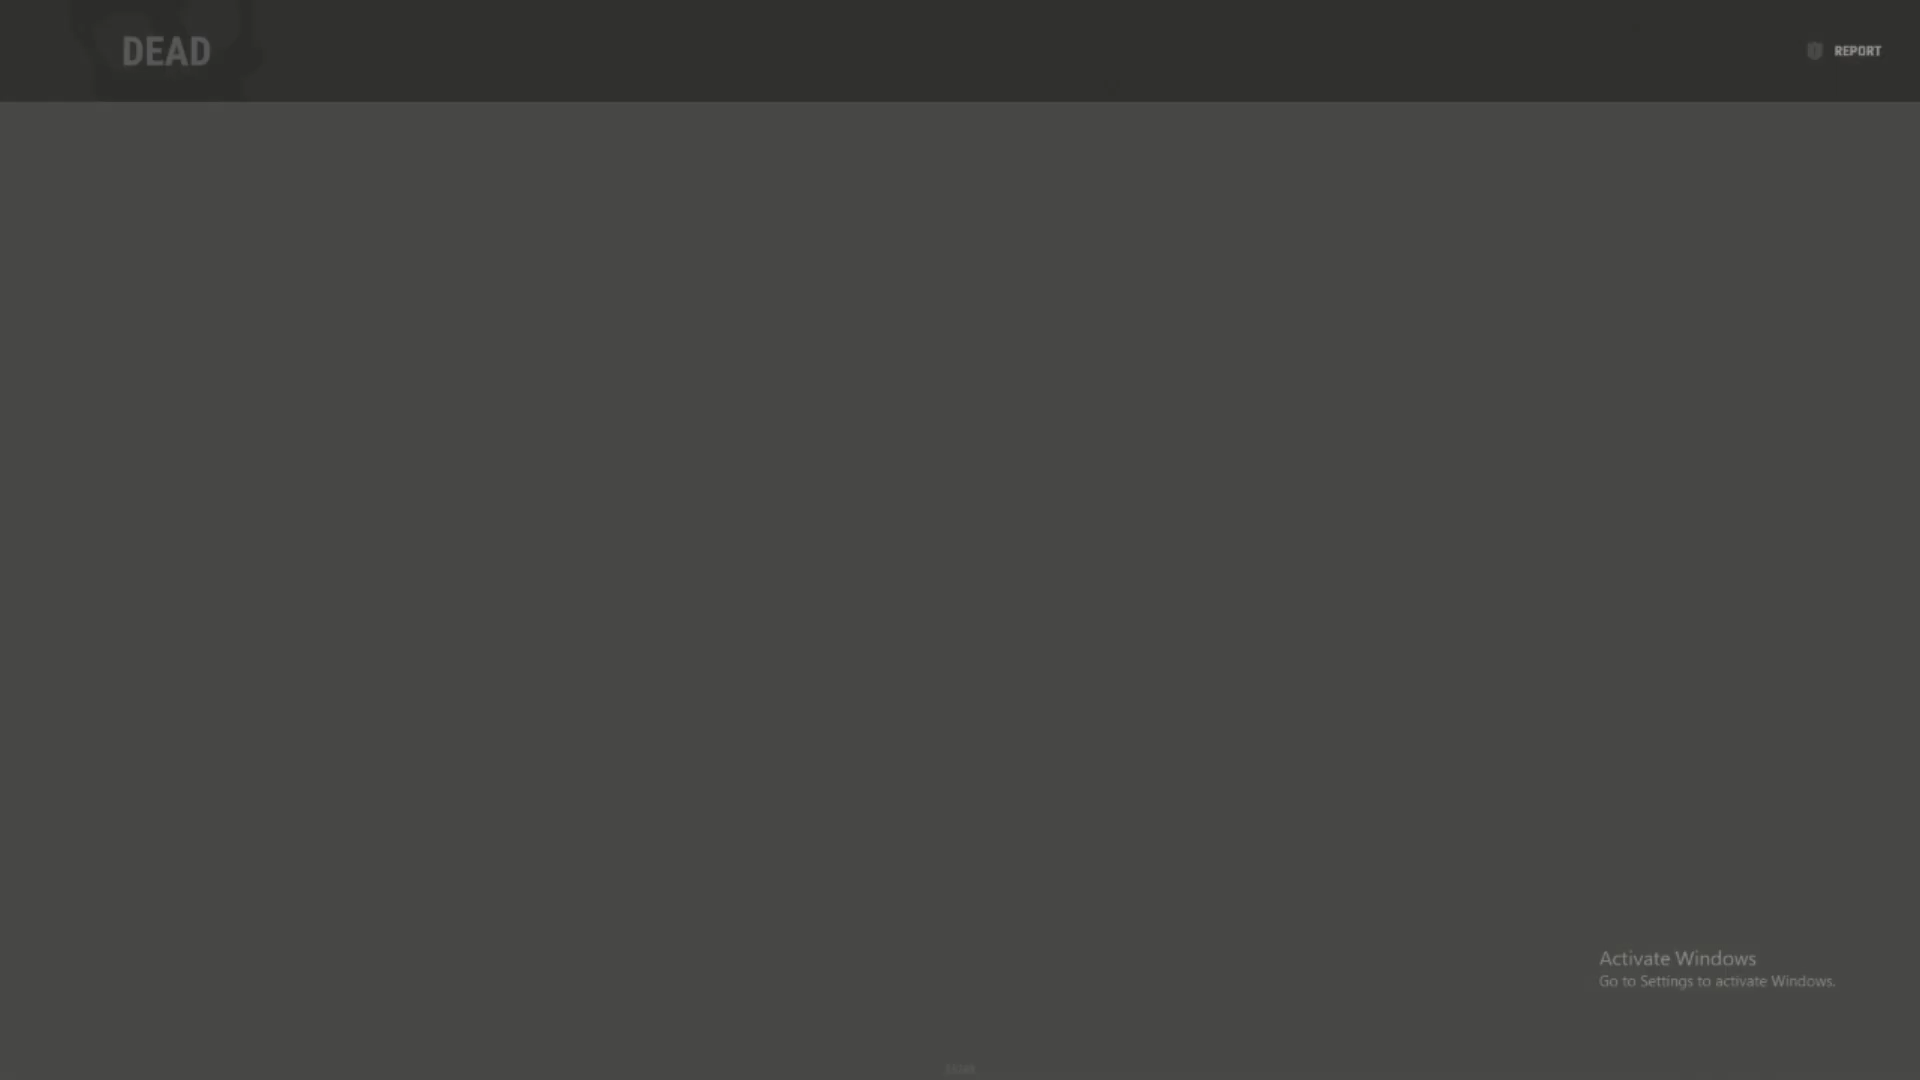 DEAD
REPORT
Activate Windows
Go to Settings to activate Windows.